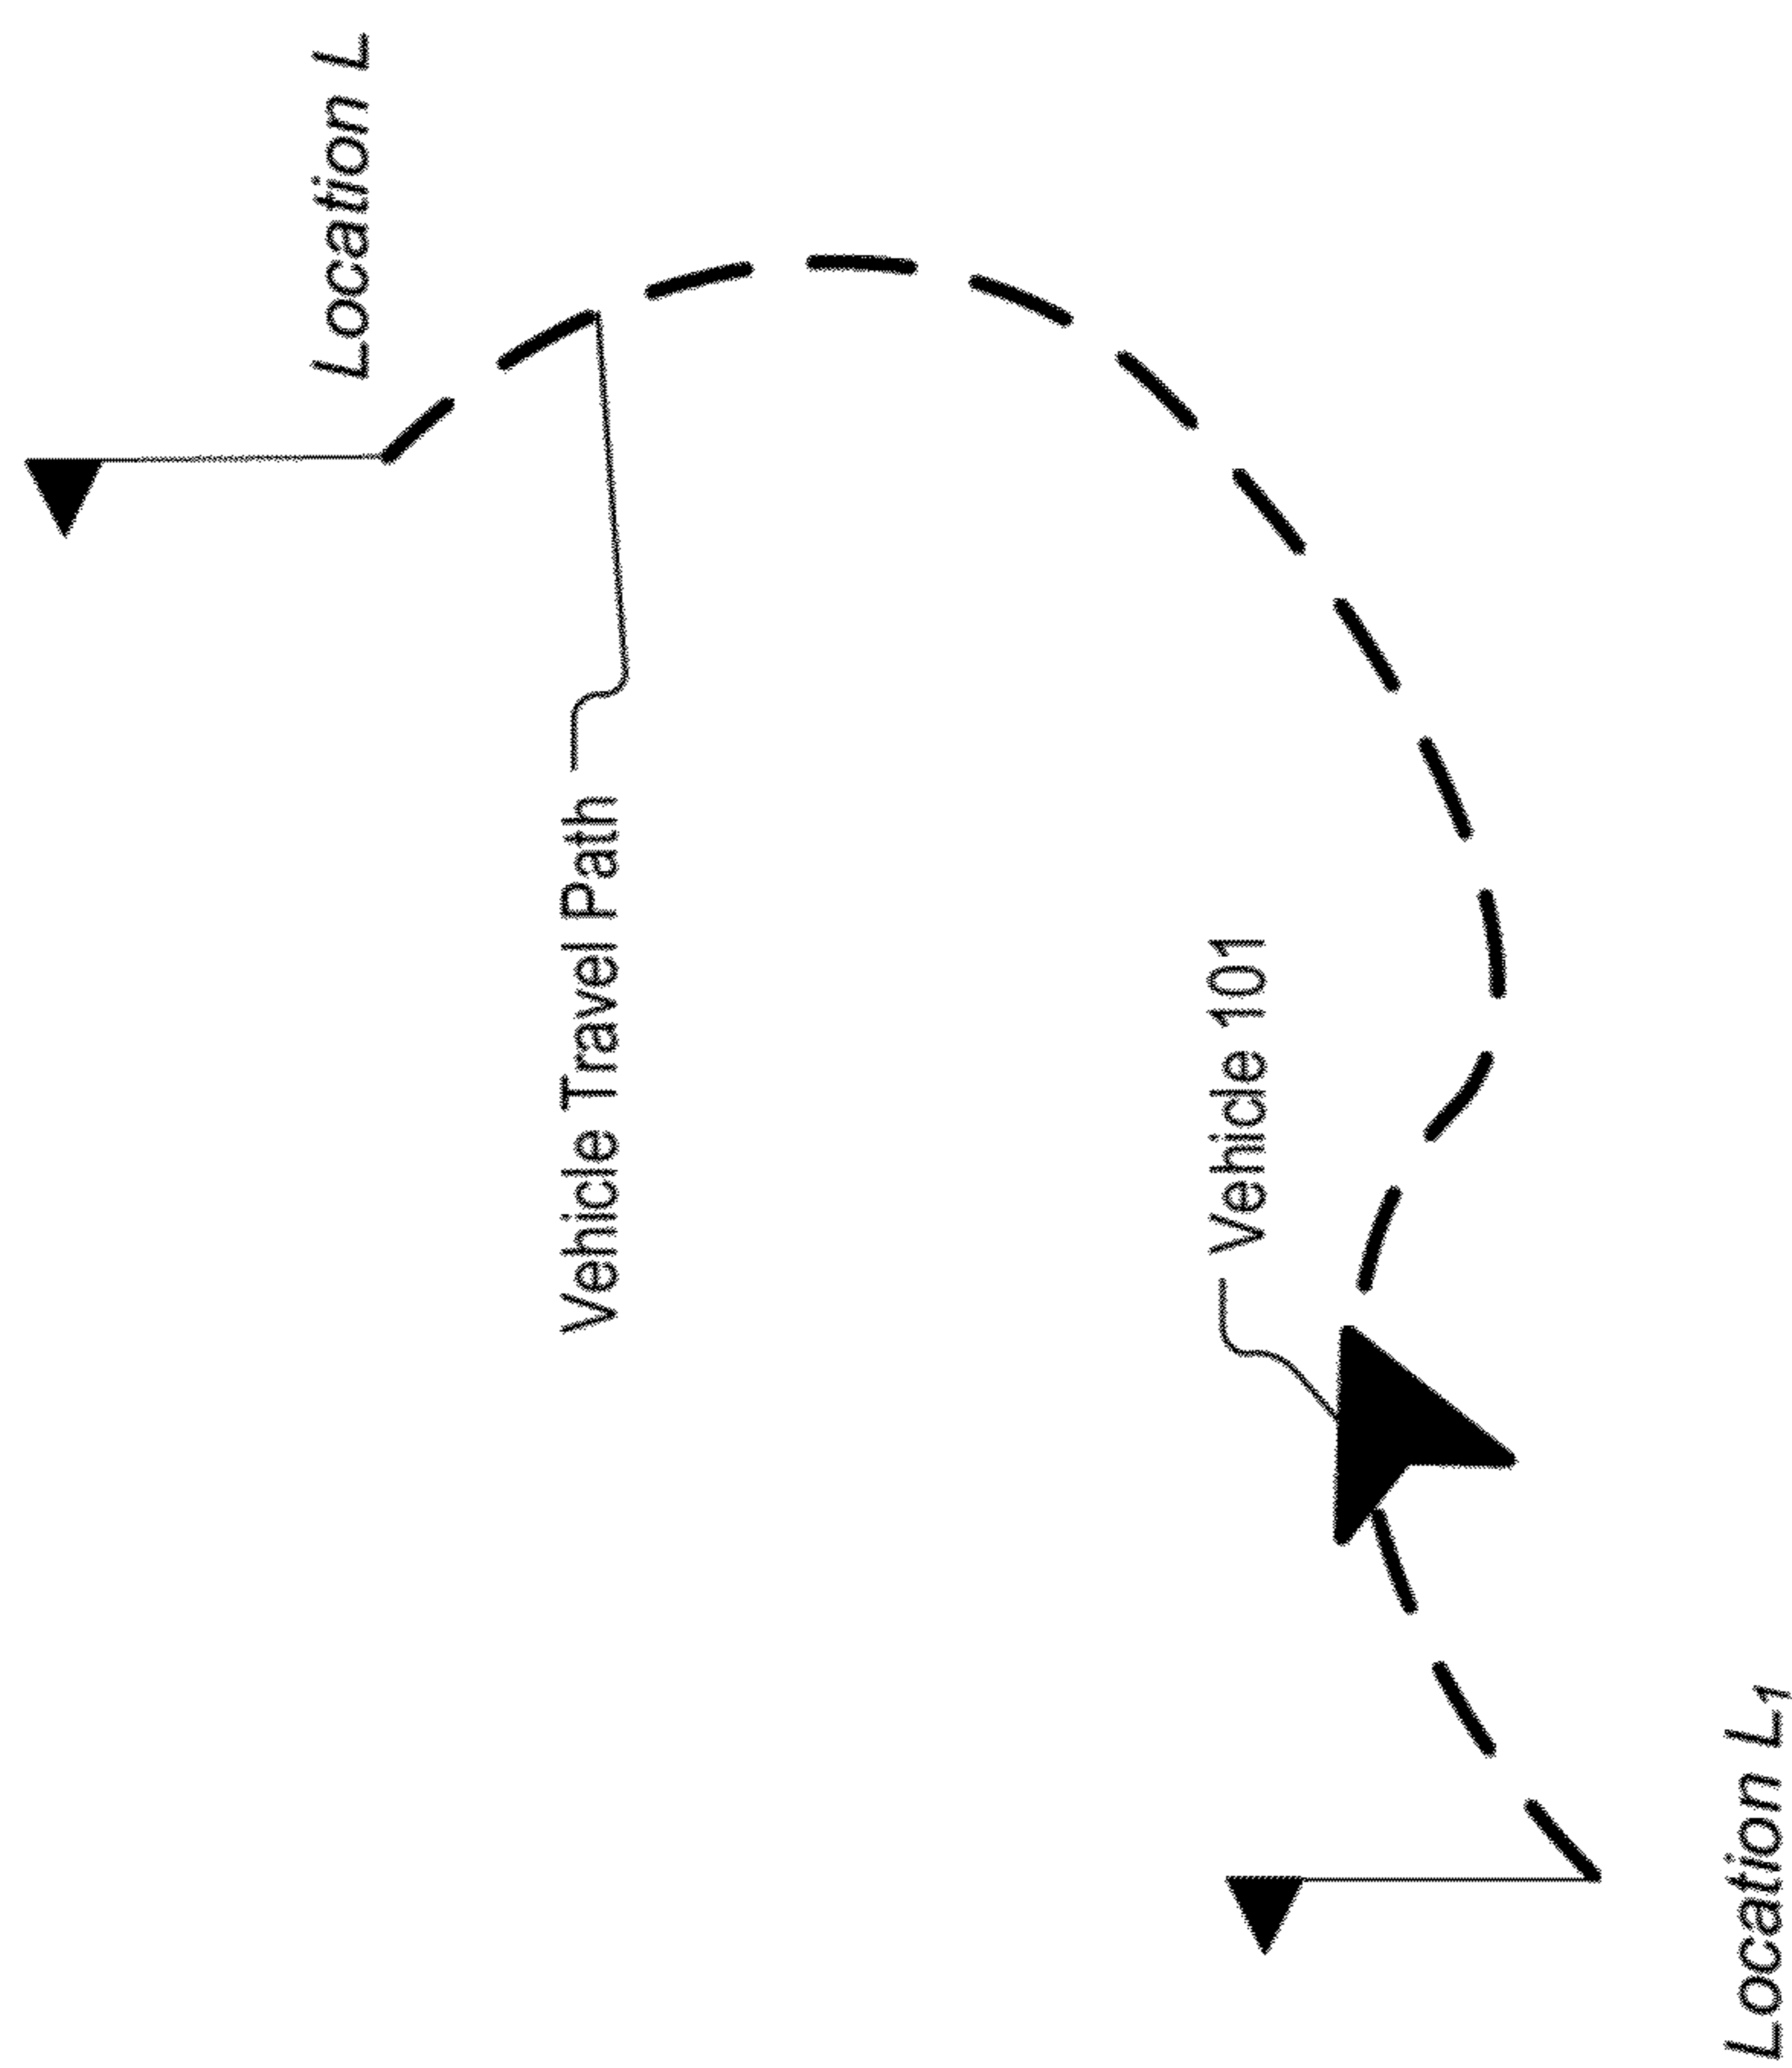 Location L
Vehicle Travel Path
Vehicle 101
Location L₁